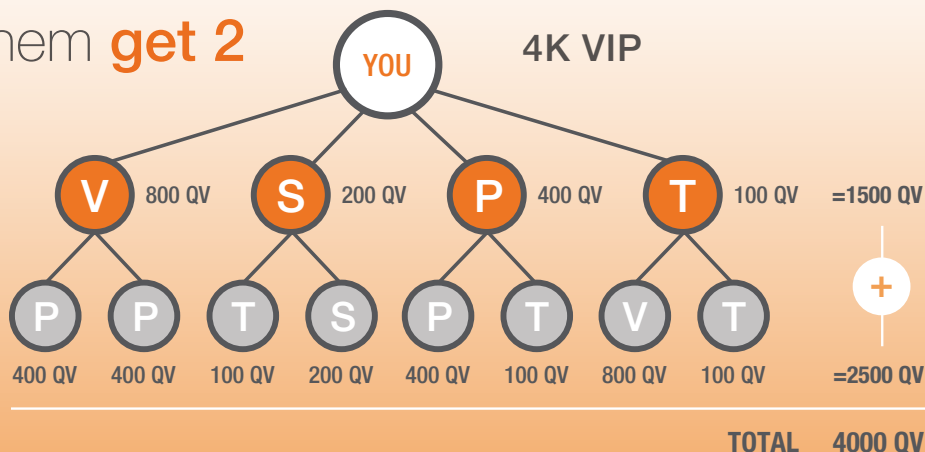 get 2
YOU
4K VIP
V 800 QV S 200 QV P 400 QV T 100 QV =1500 QV
+
P P T S P T V T
400 QV 400 QV 100 QV 200 QV 400 QV 100 QV 800 QV 100 QV =2500 QV
TOTAL 4000 QV